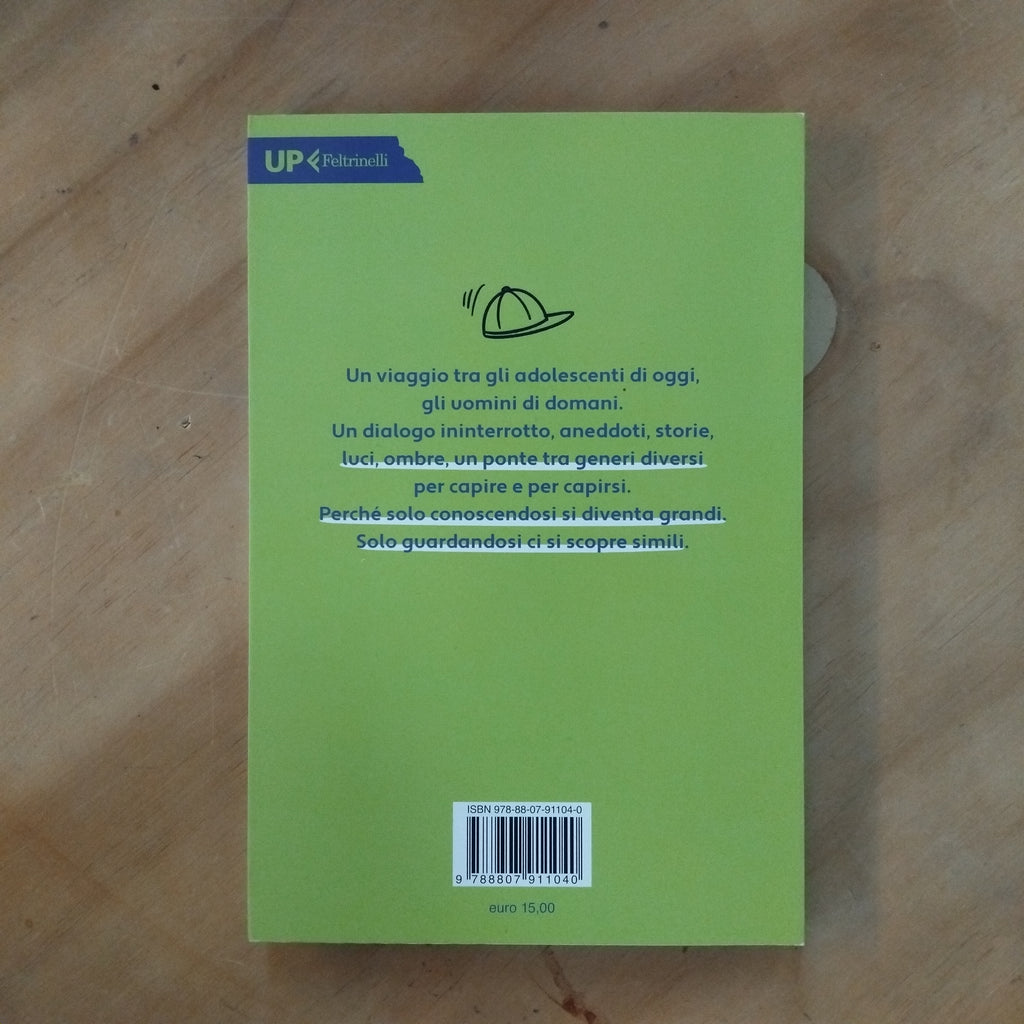 UP Feltrinelli
Un viaggio tra gli adolescenti di oggi,
gli uomini di domani.
Un dialogo ininterrotto, aneddoti, storie,
luci, ombre, un ponte tra generi diversi
per capire e per capirsi.
Perché solo conoscendosi si diventa grandi.
Solo guardandosi ci si scopre simili.
ISBN 978-88-07-91104-0
9 788807 911040
euro 15,00